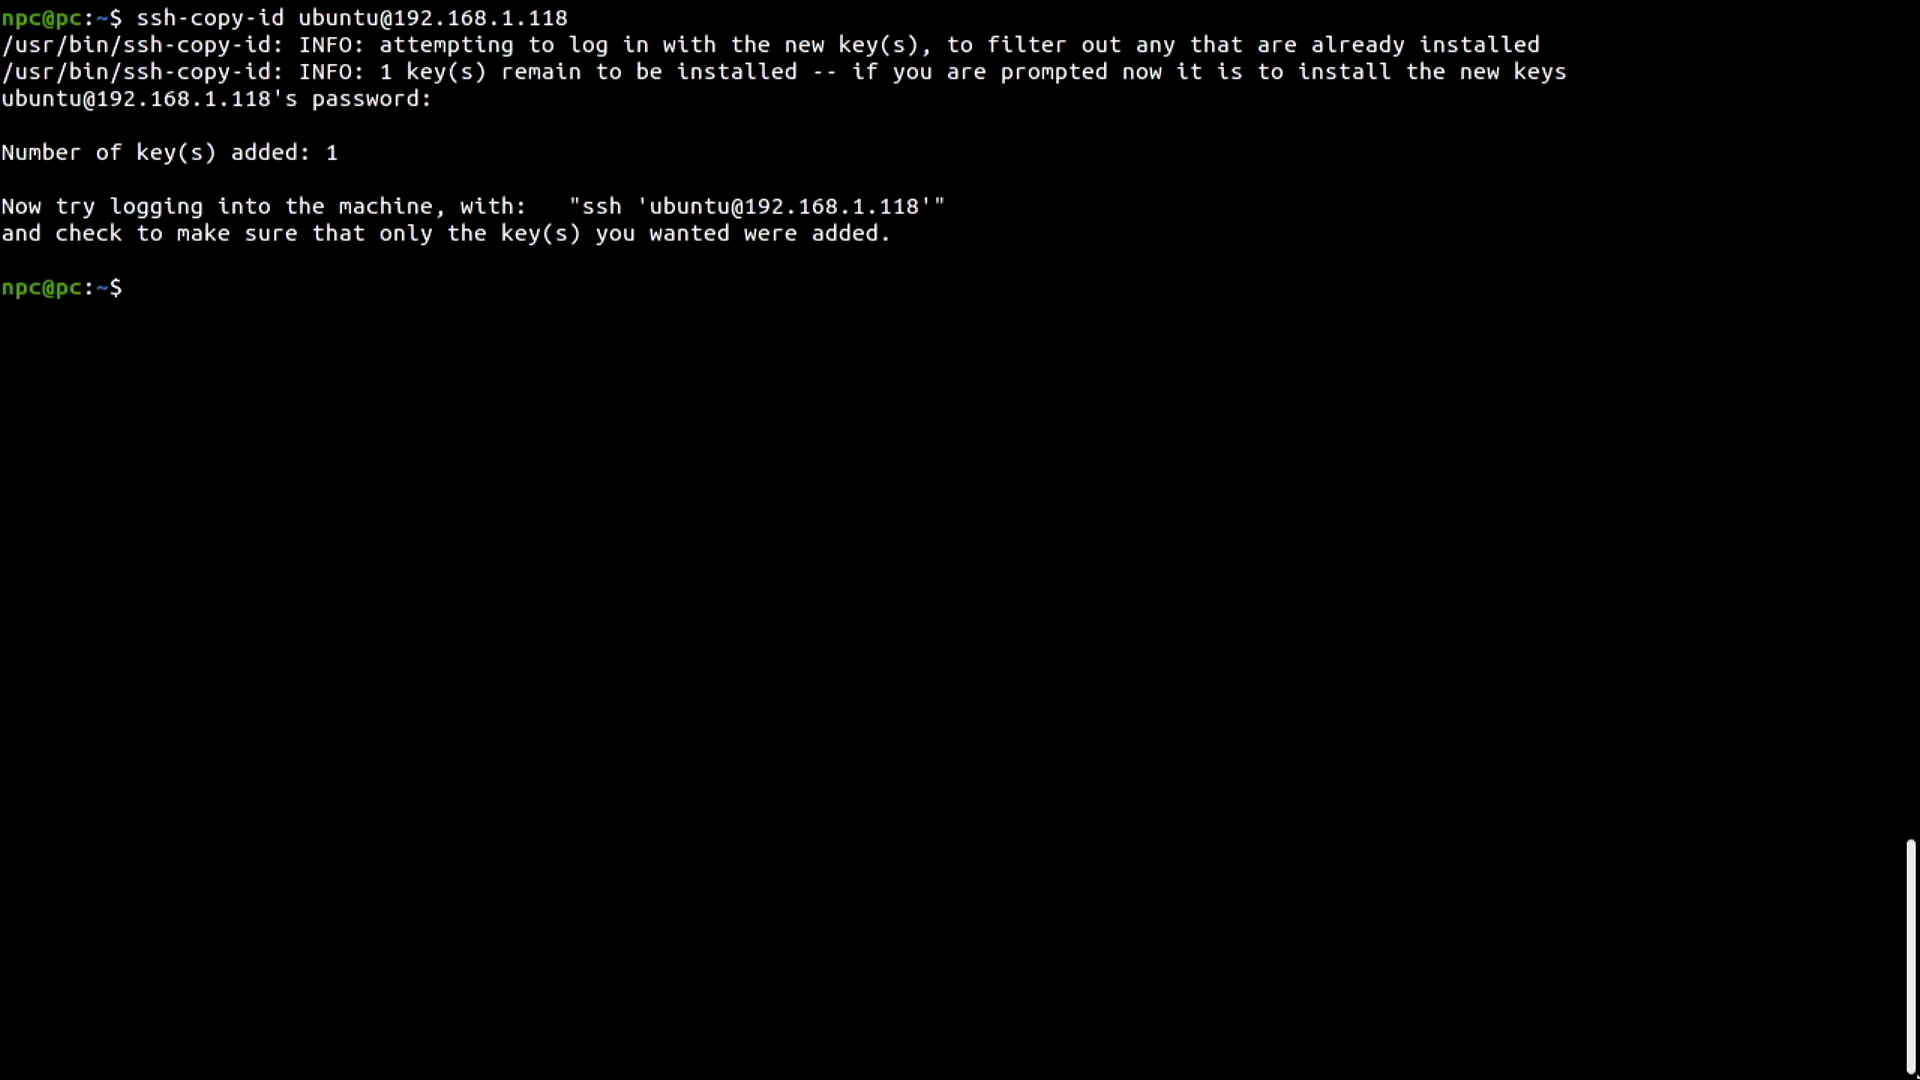 npc@pc:~$ ssh-copy-id ubuntu@192.168.1.118
/usr/bin/ssh-copy-id: INFO: attempting to log in with the new key(s), to filter out any that are already installed
/usr/bin/ssh-copy-id: INFO: 1 key(s) remain to be installed -- if you are prompted now it is to install the new keys
ubuntu@192.168.1.118's password:
Number of key(s) added: 1
Now try logging into the machine, with:   "ssh 'ubuntu@192.168.1.118'"
and check to make sure that only the key(s) you wanted were added.
npc@pc:~$